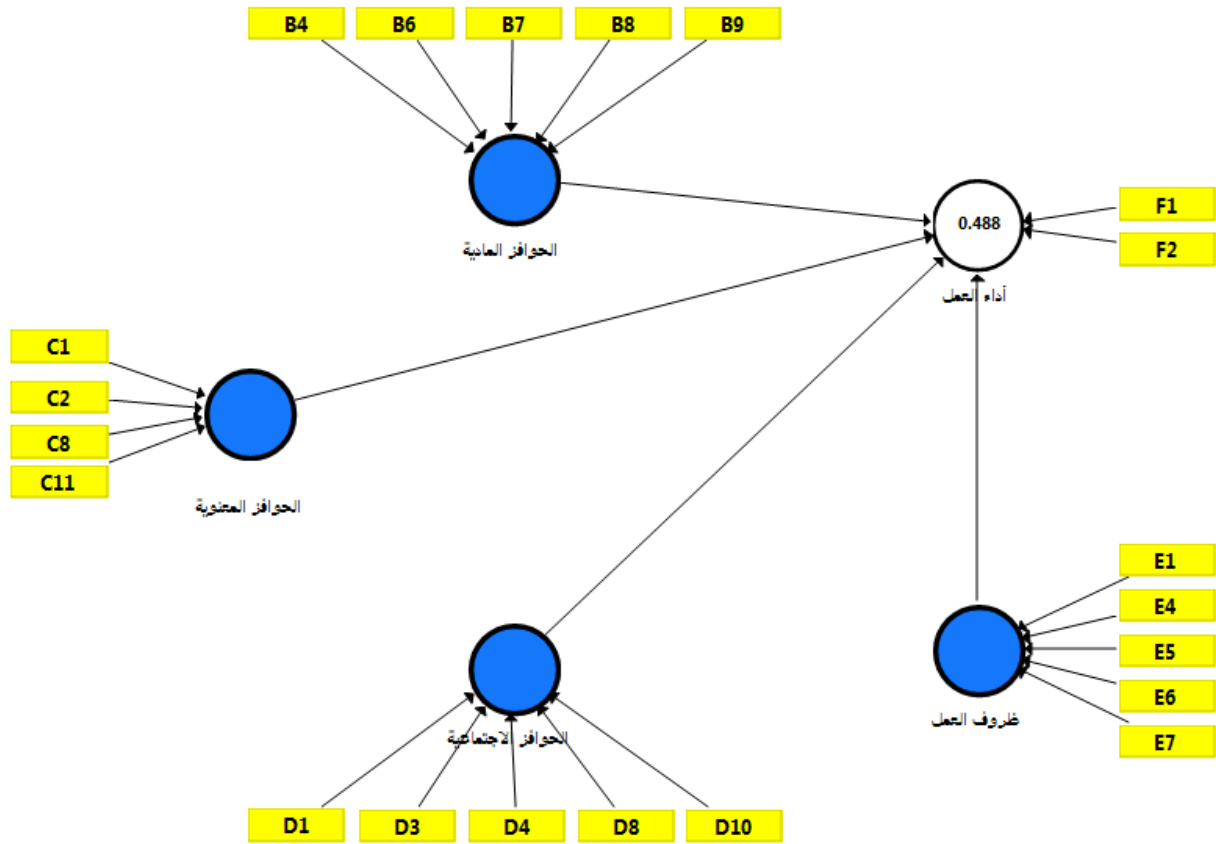 B4 B6 B7 B8 B9
الحوافز المادية
0.488
أداء العمل
F1
F2
C1
C2
C8
C11
الحوافز المعنوية
E1
E4
E5
E6
E7
ظروف العمل
الحوافز الاجتماعية
D1 D3 D4 D8 D10